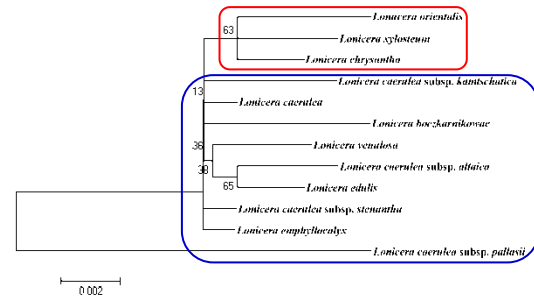 Lonicera orientalis
63
Lonicera xylosteum
Lonicera chrysantha
Lonicera caerulea subsp. kamtschatica
13
Lonicera caerulea
Lonicera boczkarnikowae
36
Lonicera venulosa
38
Lonicera caerulea subsp. altaica
65
Lonicera edulis
Lonicera caerulea subsp. stenantha
Lonicera emphyllocalyx
Lonicera caerulea subsp. pallasii
0.002